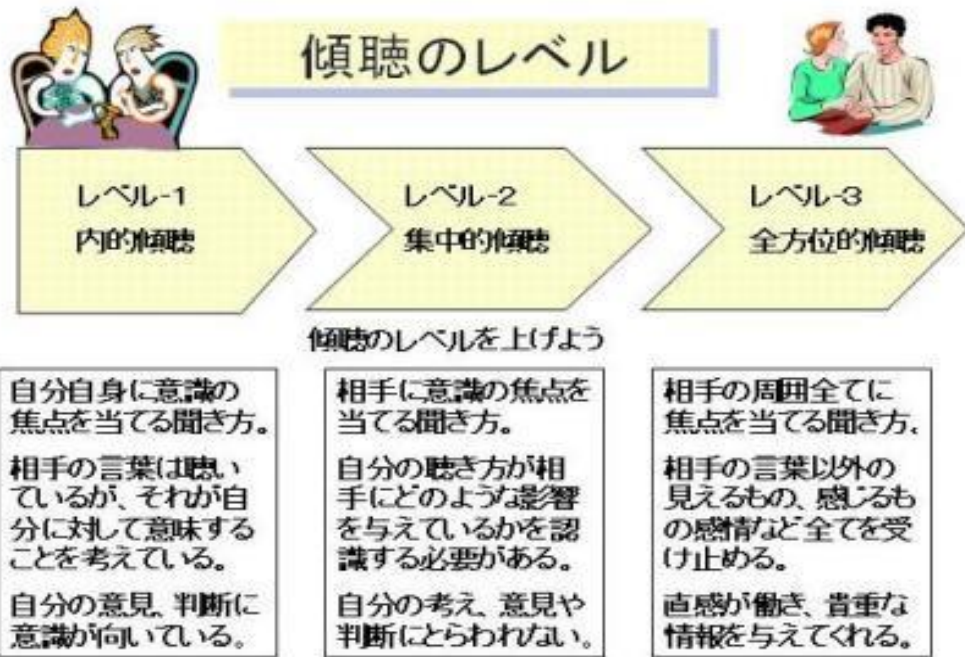 傾聴のレベル
レベル-1
内的傾聴
レベル-2
集中的傾聴
レベル-3
全方位的傾聴
傾聴のレベルを上げよう
自分自身に意識の
焦点を当てる聞き方。
相手の言葉は聴い
ているが、それが自
分に対して意味する
ことを考えている。
自分の意見、判断に
意識が向いている。
相手に意識の焦点を
当てる聞き方。
自分の聴き方が相
手にどのような影響
を与えているかを認
識する必要がある。
自分の考え、意見や
判断にとらわれない。
相手の周囲全てに
焦点を当てる聞き方、
相手の言葉以外の
見えるもの、感じるも
の感情など全てを受
け止める。
直感が働き、貴重な
情報を与えてくれる。